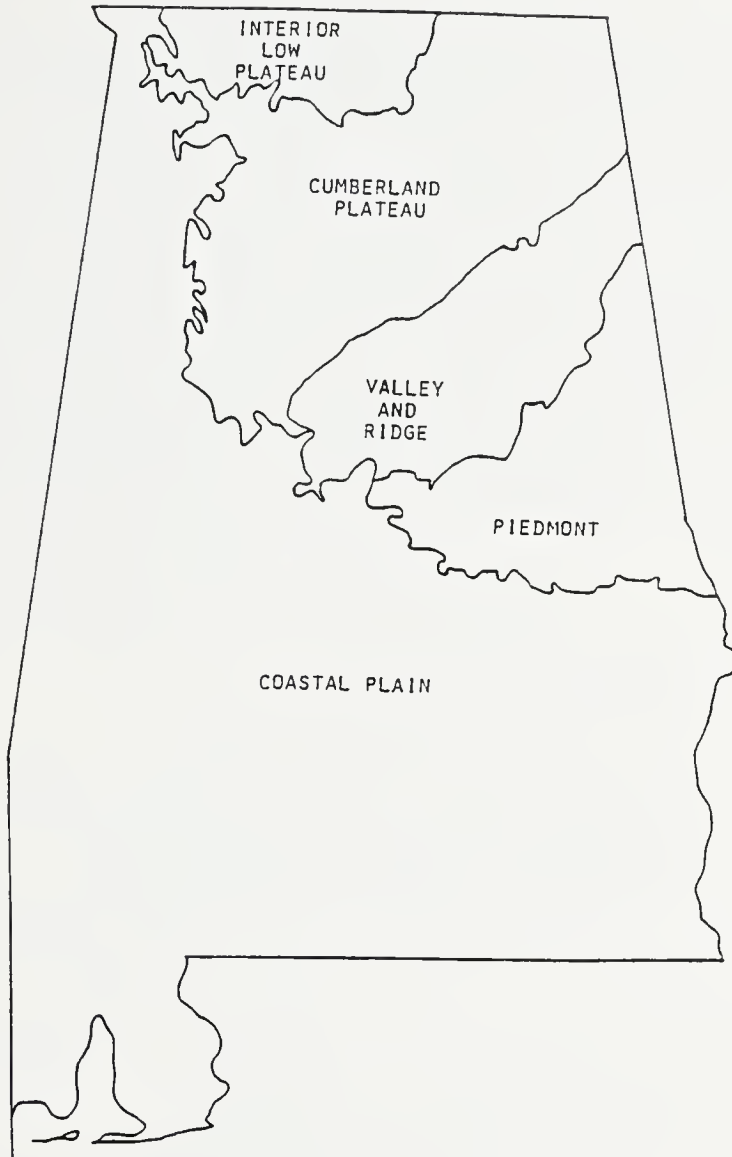 INTERIOR
LOW
PLATEAU
CUMBERLAND
PLATEAU
VALLEY
AND
RIDGE
PIEDMONT
COASTAL PLAIN